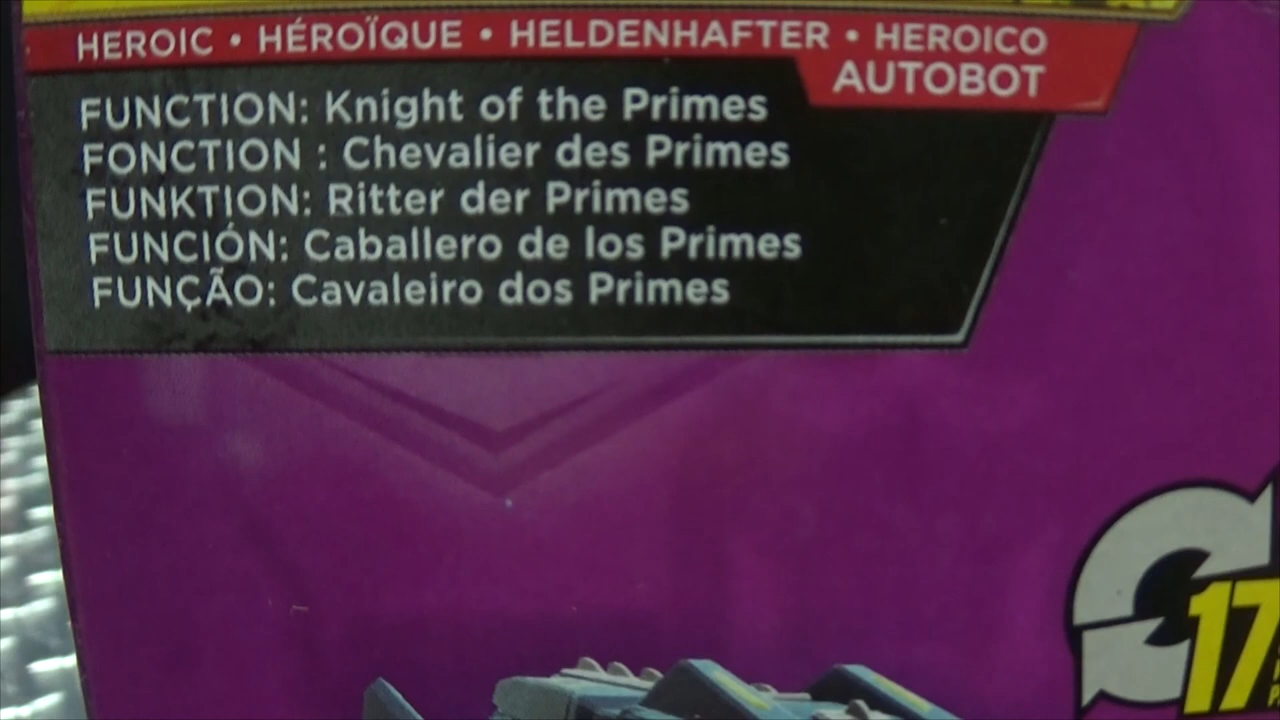 HEROIC • HÉROÏQUE • HELDENHAFTER • HEROICO
AUTOBOT
FUNCTION: Knight of the Primes
FONCTION : Chevalier des Primes
FUNKTION: Ritter der Primes
FUNCIÓN: Caballero de los Primes
FUNÇÃO: Cavaleiro dos Primes
17